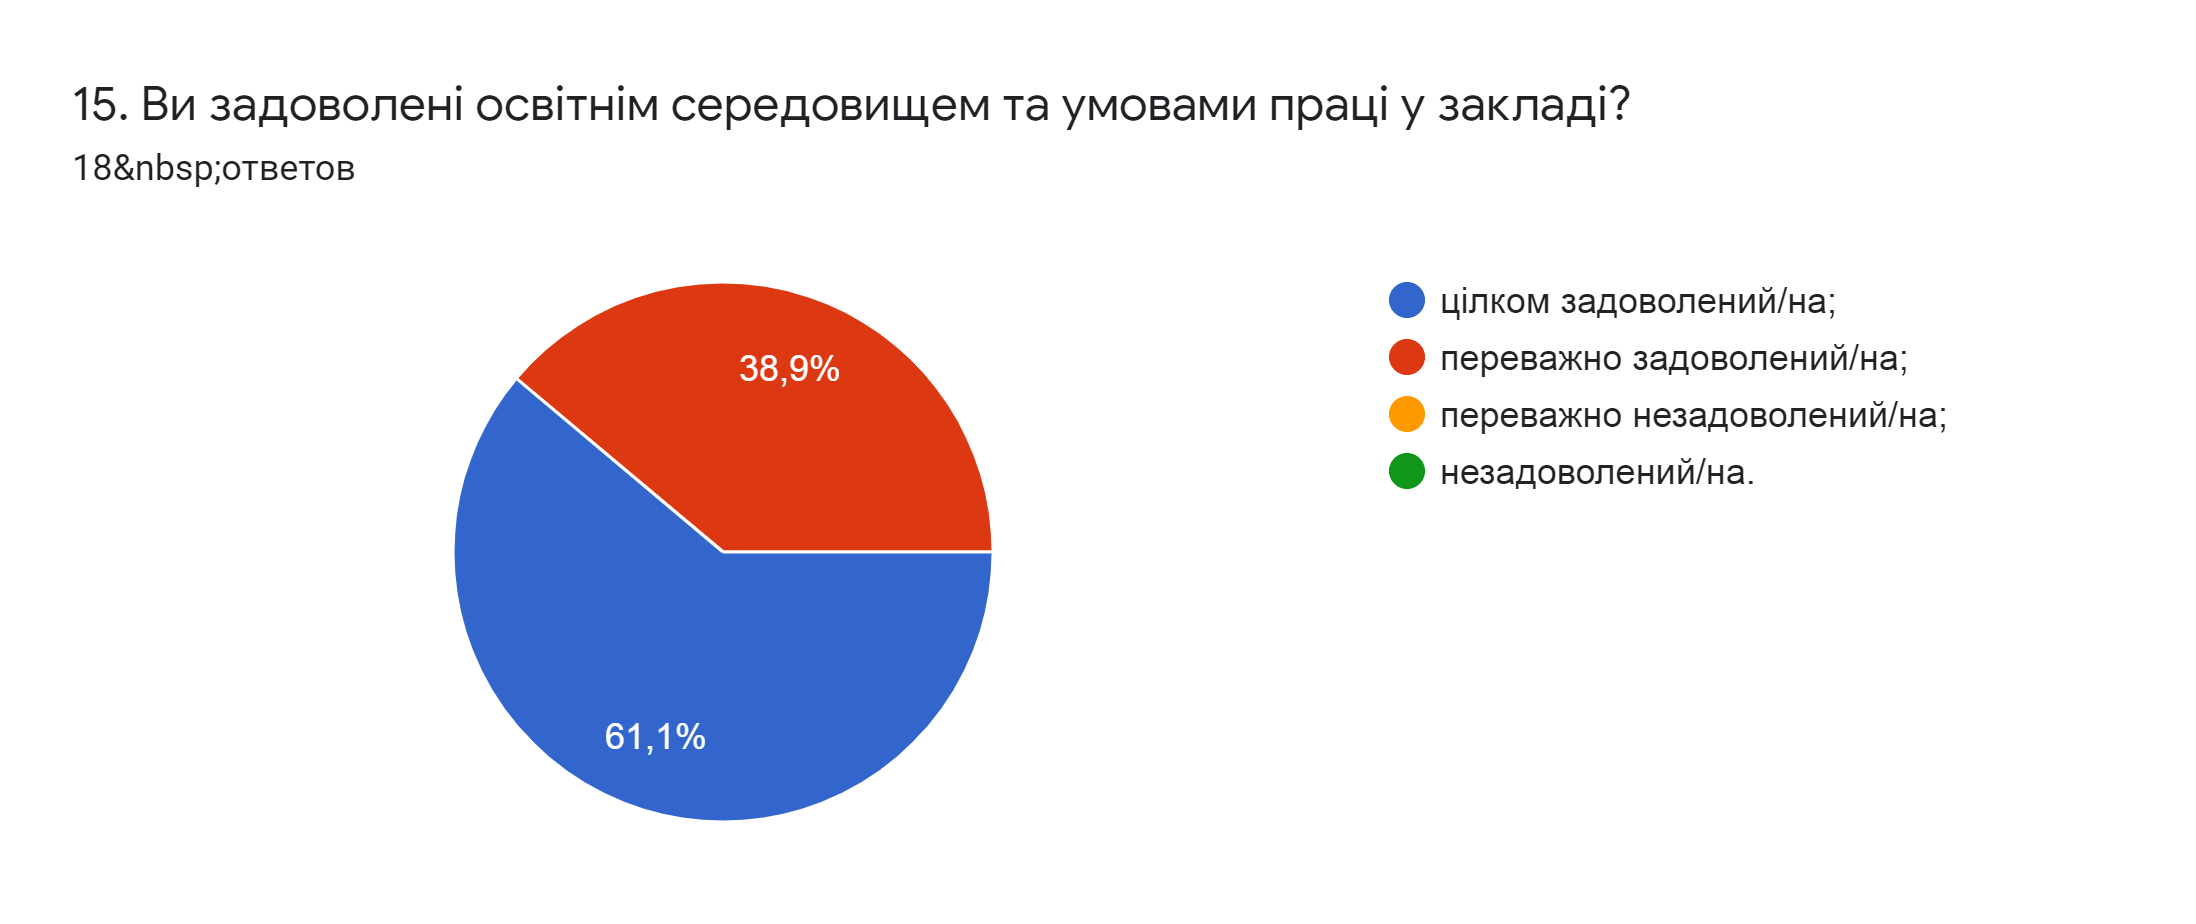 15. Ви задоволені освітнім середовищем та умовами праці у закладі?
18&nbsp;ответов
цілком задоволений/на;
38,9%
переважно задоволений/на;
переважно незадоволений/на;
незадоволений/на.
61,1%